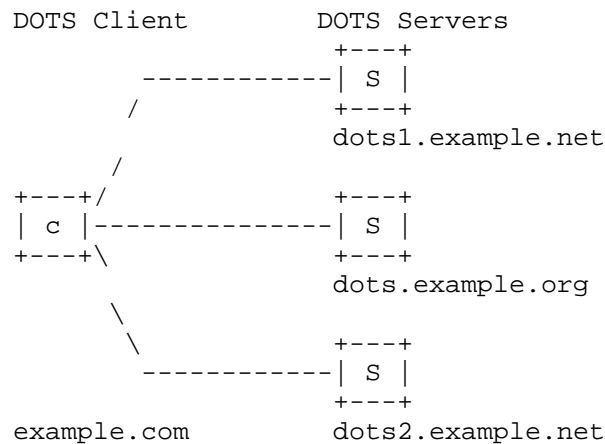 DOTS Client DOTS Servers
S
dots1.example.net
c S
dots.example.org
S
example.com dots2.example.net